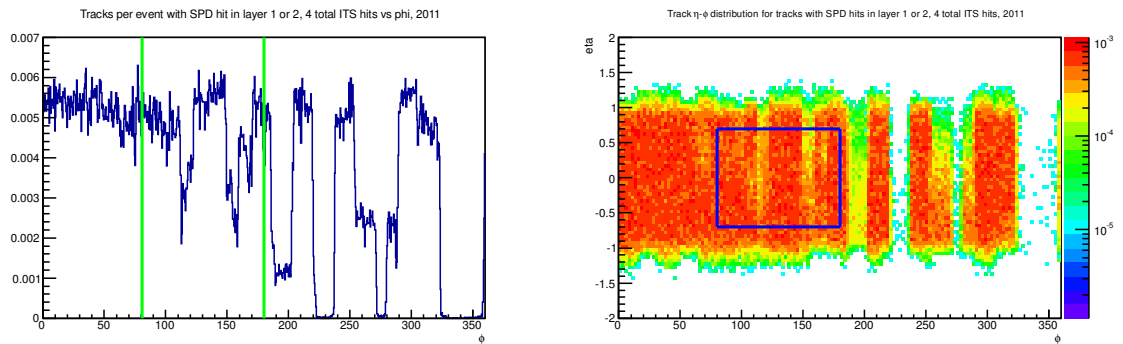 Tracks per event with SPD hit in layer 1 or 2, 4 total ITS hits vs phi, 2011
0.007
0.006
0.005
0.004
0.003
0.002
0.001
0
0 50 100 150 200 250 300 350
ϕ
Track η-ϕ distribution for tracks with SPD hits in layer 1 or 2, 4 total ITS hits, 2011
eta
2
1.5
1
0.5
0
-0.5
-1
-1.5
-2
0 50 100 150 200 250 300 350
ϕ
10⁻³
10⁻⁴
10⁻⁵